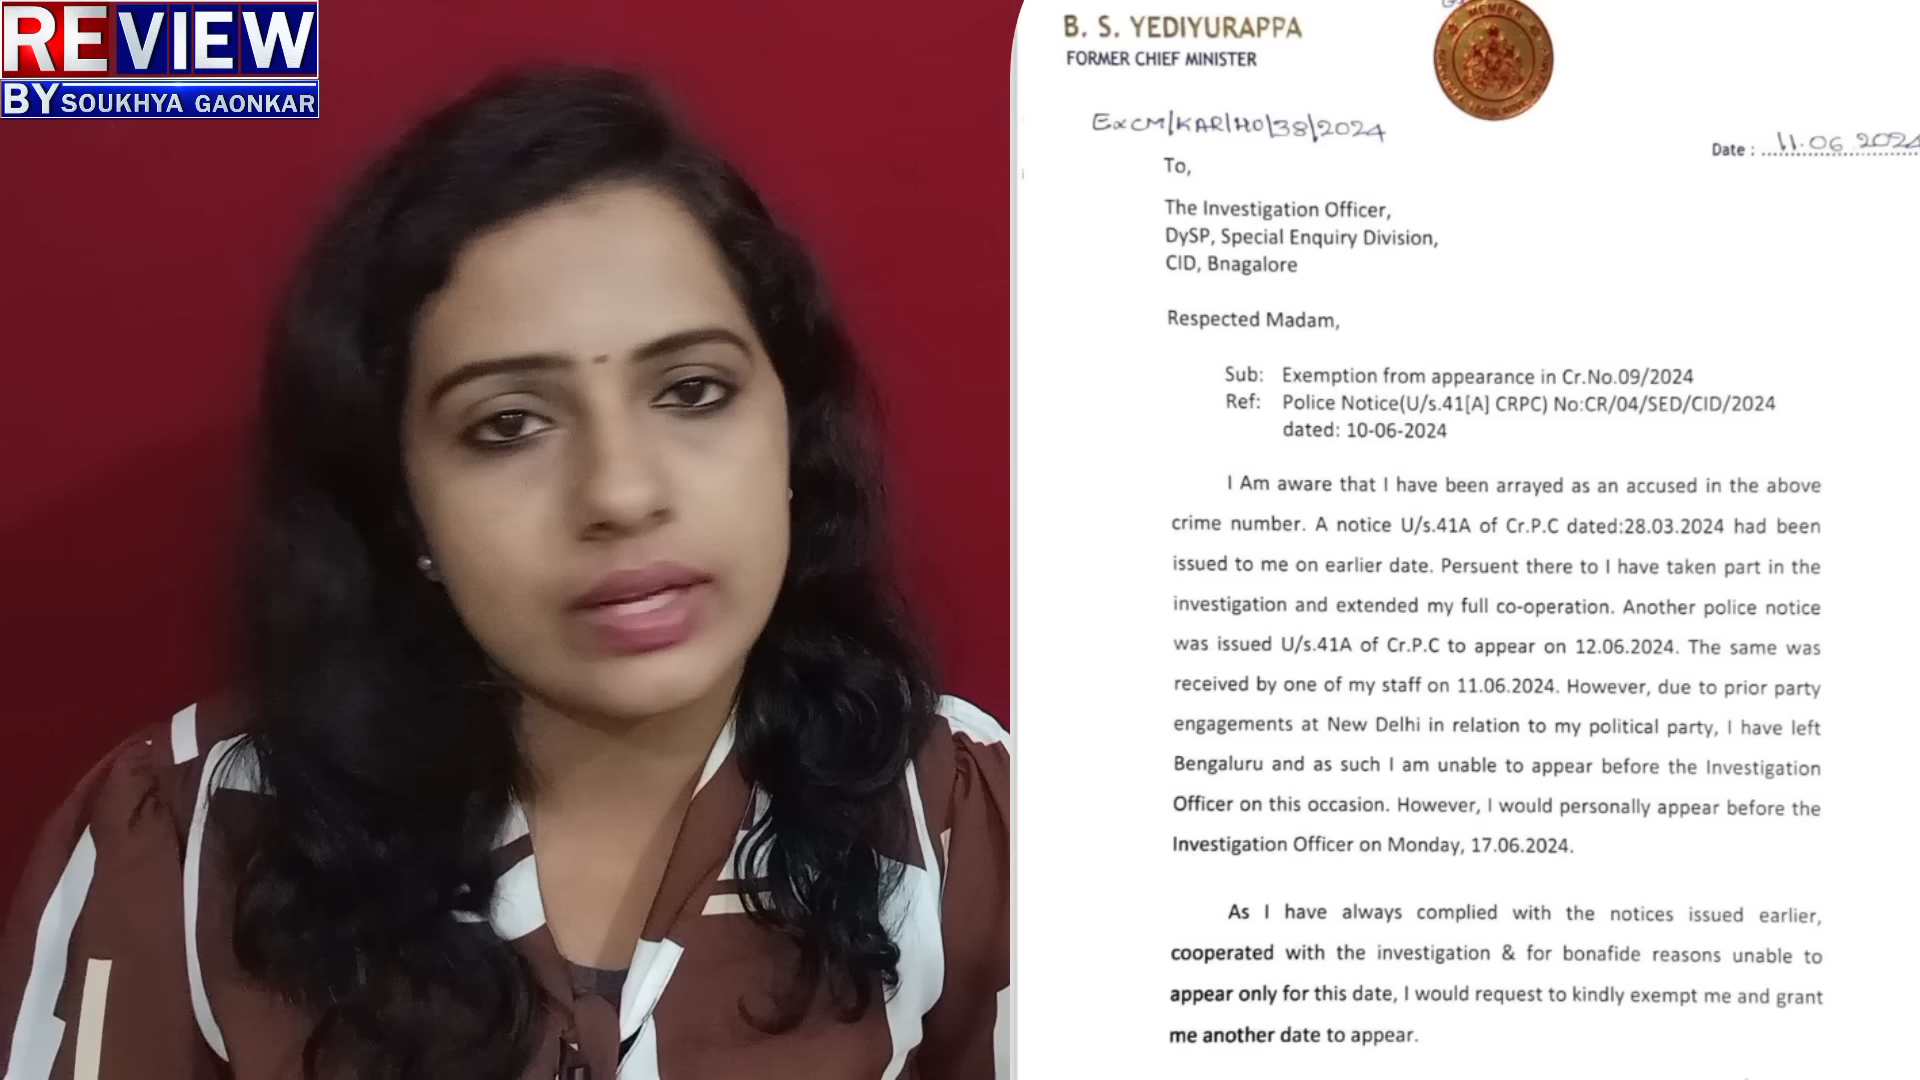 REVIEW
BY SOUKHYA GAONKAR
B. S. YEDIYURAPPA
FORMER CHIEF MINISTER
MEMBER
ExCM/KAR/HO/38/2024
Date : 11.06.2024
To,
The Investigation Officer,
DySP, Special Enquiry Division,
CID, Bnagalore
Respected Madam,
Sub: Exemption from appearance in Cr.No.09/2024
Ref: Police Notice(U/s.41[A] CRPC) No:CR/04/SED/CID/2024
dated: 10-06-2024
I Am aware that I have been arrayed as an accused in the above
crime number. A notice U/s.41A of Cr.P.C dated:28.03.2024 had been
issued to me on earlier date. Persuent there to I have taken part in the
investigation and extended my full co-operation. Another police notice
was issued U/s.41A of Cr.P.C to appear on 12.06.2024. The same was
received by one of my staff on 11.06.2024. However, due to prior party
engagements at New Delhi in relation to my political party, I have left
Bengaluru and as such I am unable to appear before the Investigation
Officer on this occasion. However, I would personally appear before the
Investigation Officer on Monday, 17.06.2024.
As I have always complied with the notices issued earlier,
cooperated with the investigation & for bonafide reasons unable to
appear only for this date, I would request to kindly exempt me and grant
me another date to appear.